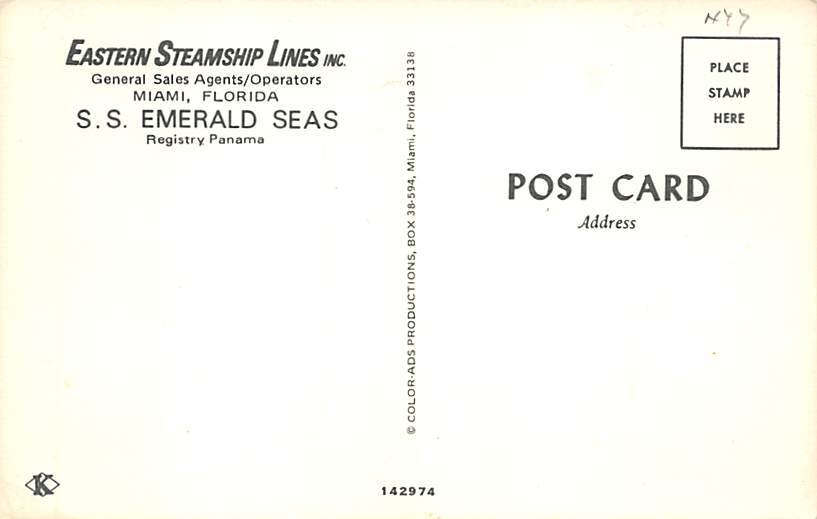 EASTERN STEAMSHIP LINES INC.
General Sales Agents/Operators
MIAMI, FLORIDA
S.S. EMERALD SEAS
Registry Panama
© COLOR-ADS PRODUCTIONS, BOX 38-594, Miami, Florida 33138
PLACE
STAMP
HERE
POST CARD
Address
K
142974